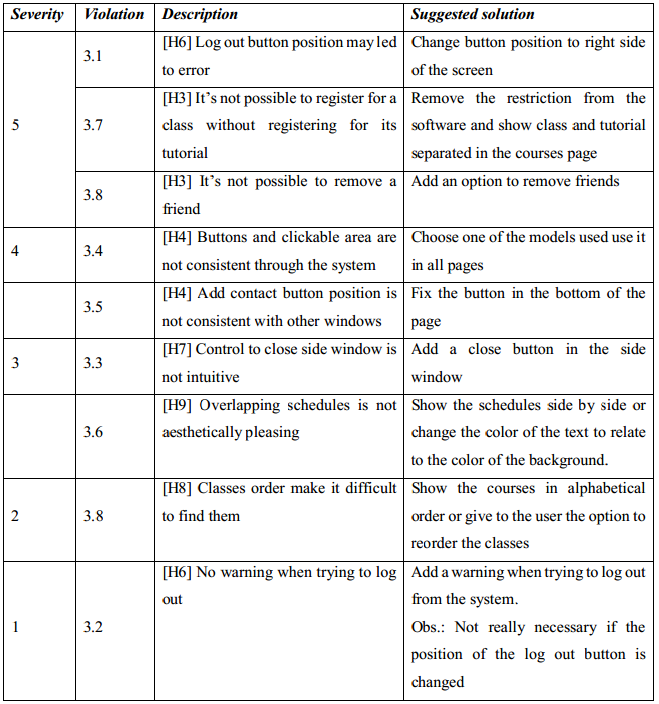 Severity Violation Description Suggested solution
5
3.1
[H6] Log out button position may led
to error
Change button position to right side
of the screen
3.7
[H3] It’s not possible to register for a
class without registering for its
tutorial
Remove the restriction from the
software and show class and tutorial
separated in the courses page
3.8
[H3] It’s not possible to remove a
friend
Add an option to remove friends
4
3.4
[H4] Buttons and clickable area are
not consistent through the system
Choose one of the models used use it
in all pages
3.5
[H4] Add contact button position is
not consistent with other windows
Fix the button in the bottom of the
page
3
3.3
[H7] Control to close side window is
not intuitive
Add a close button in the side
window
3.6
[H9] Overlapping schedules is not
aesthetically pleasing
Show the schedules side by side or
change the color of the text to relate
to the color of the background.
2
3.8
[H8] Classes order make it difficult
to find them
Show the courses in alphabetical
order or give to the user the option to
reorder the classes
1
3.2
[H6] No warning when trying to log
out
Add a warning when trying to log out
from the system.
Obs.: Not really necessary if the
position of the log out button is
changed